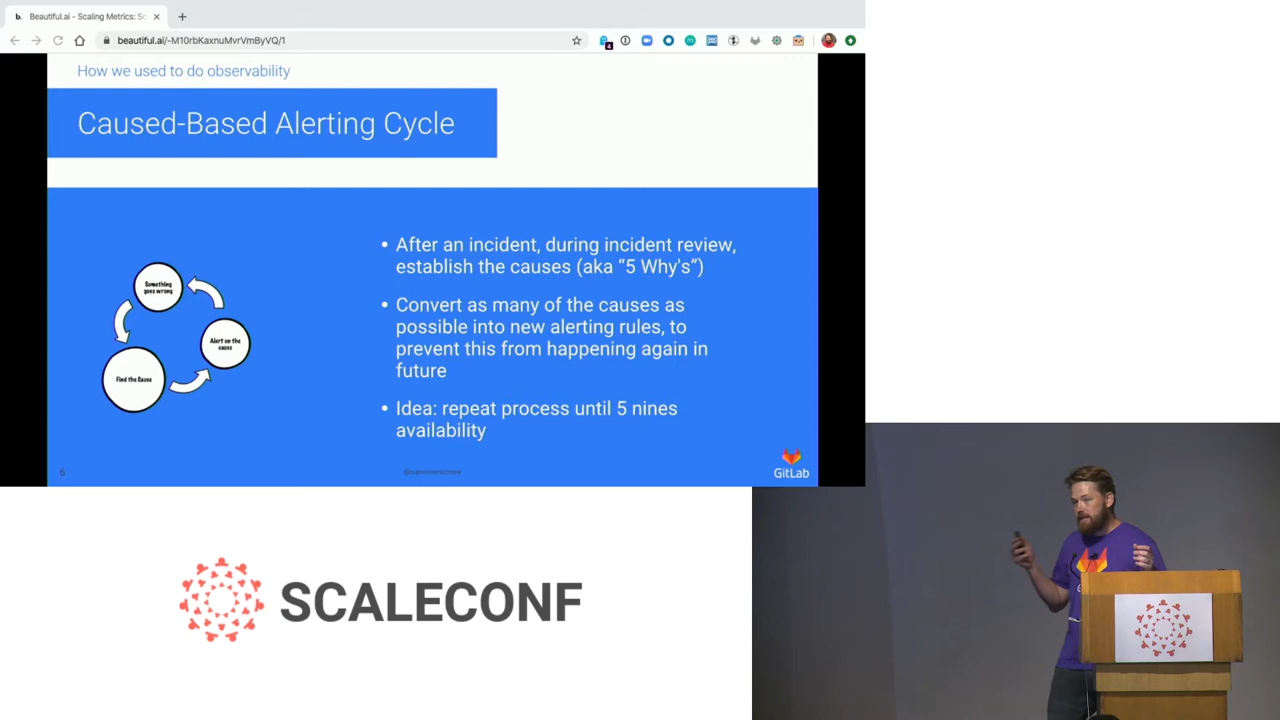 b. Beautiful.ai - Scaling Metrics: Sc
beautiful.ai/-M10rbKaxnuMvrVmByVQ/1
4
How we used to do observability
Caused-Based Alerting Cycle
Something
goes wrong
Alert on the
cause
Find the Cause
• After an incident, during incident review,
establish the causes (aka “5 Why's”)
• Convert as many of the causes as
possible into new alerting rules, to
prevent this from happening again in
future
• Idea: repeat process until 5 nines
availability
6
GitLab
SCALECONF